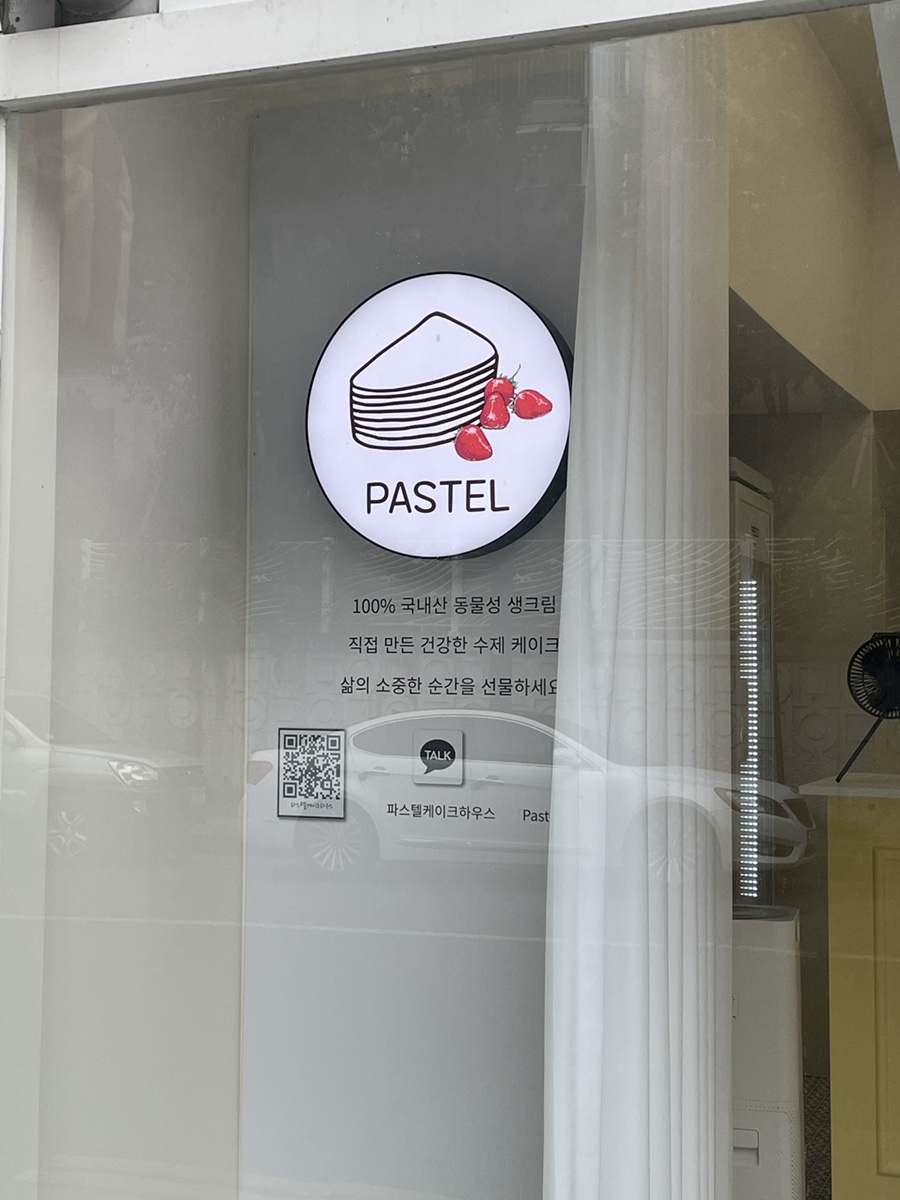 PASTEL
100% 국내산 동물성 생크림
직접 만든 건강한 수제 케이크
삶의 소중한 순간을 선물하세요
TALK
파스텔케이크하우스 Past